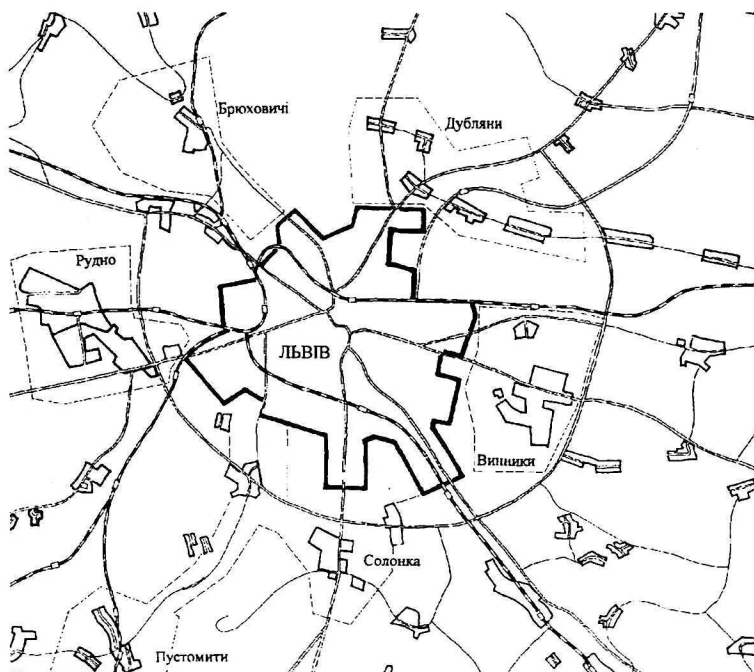 Брюховичі
Дубляни
Рудно
ЛЬВІВ
Винники
Солонка
Пустомити